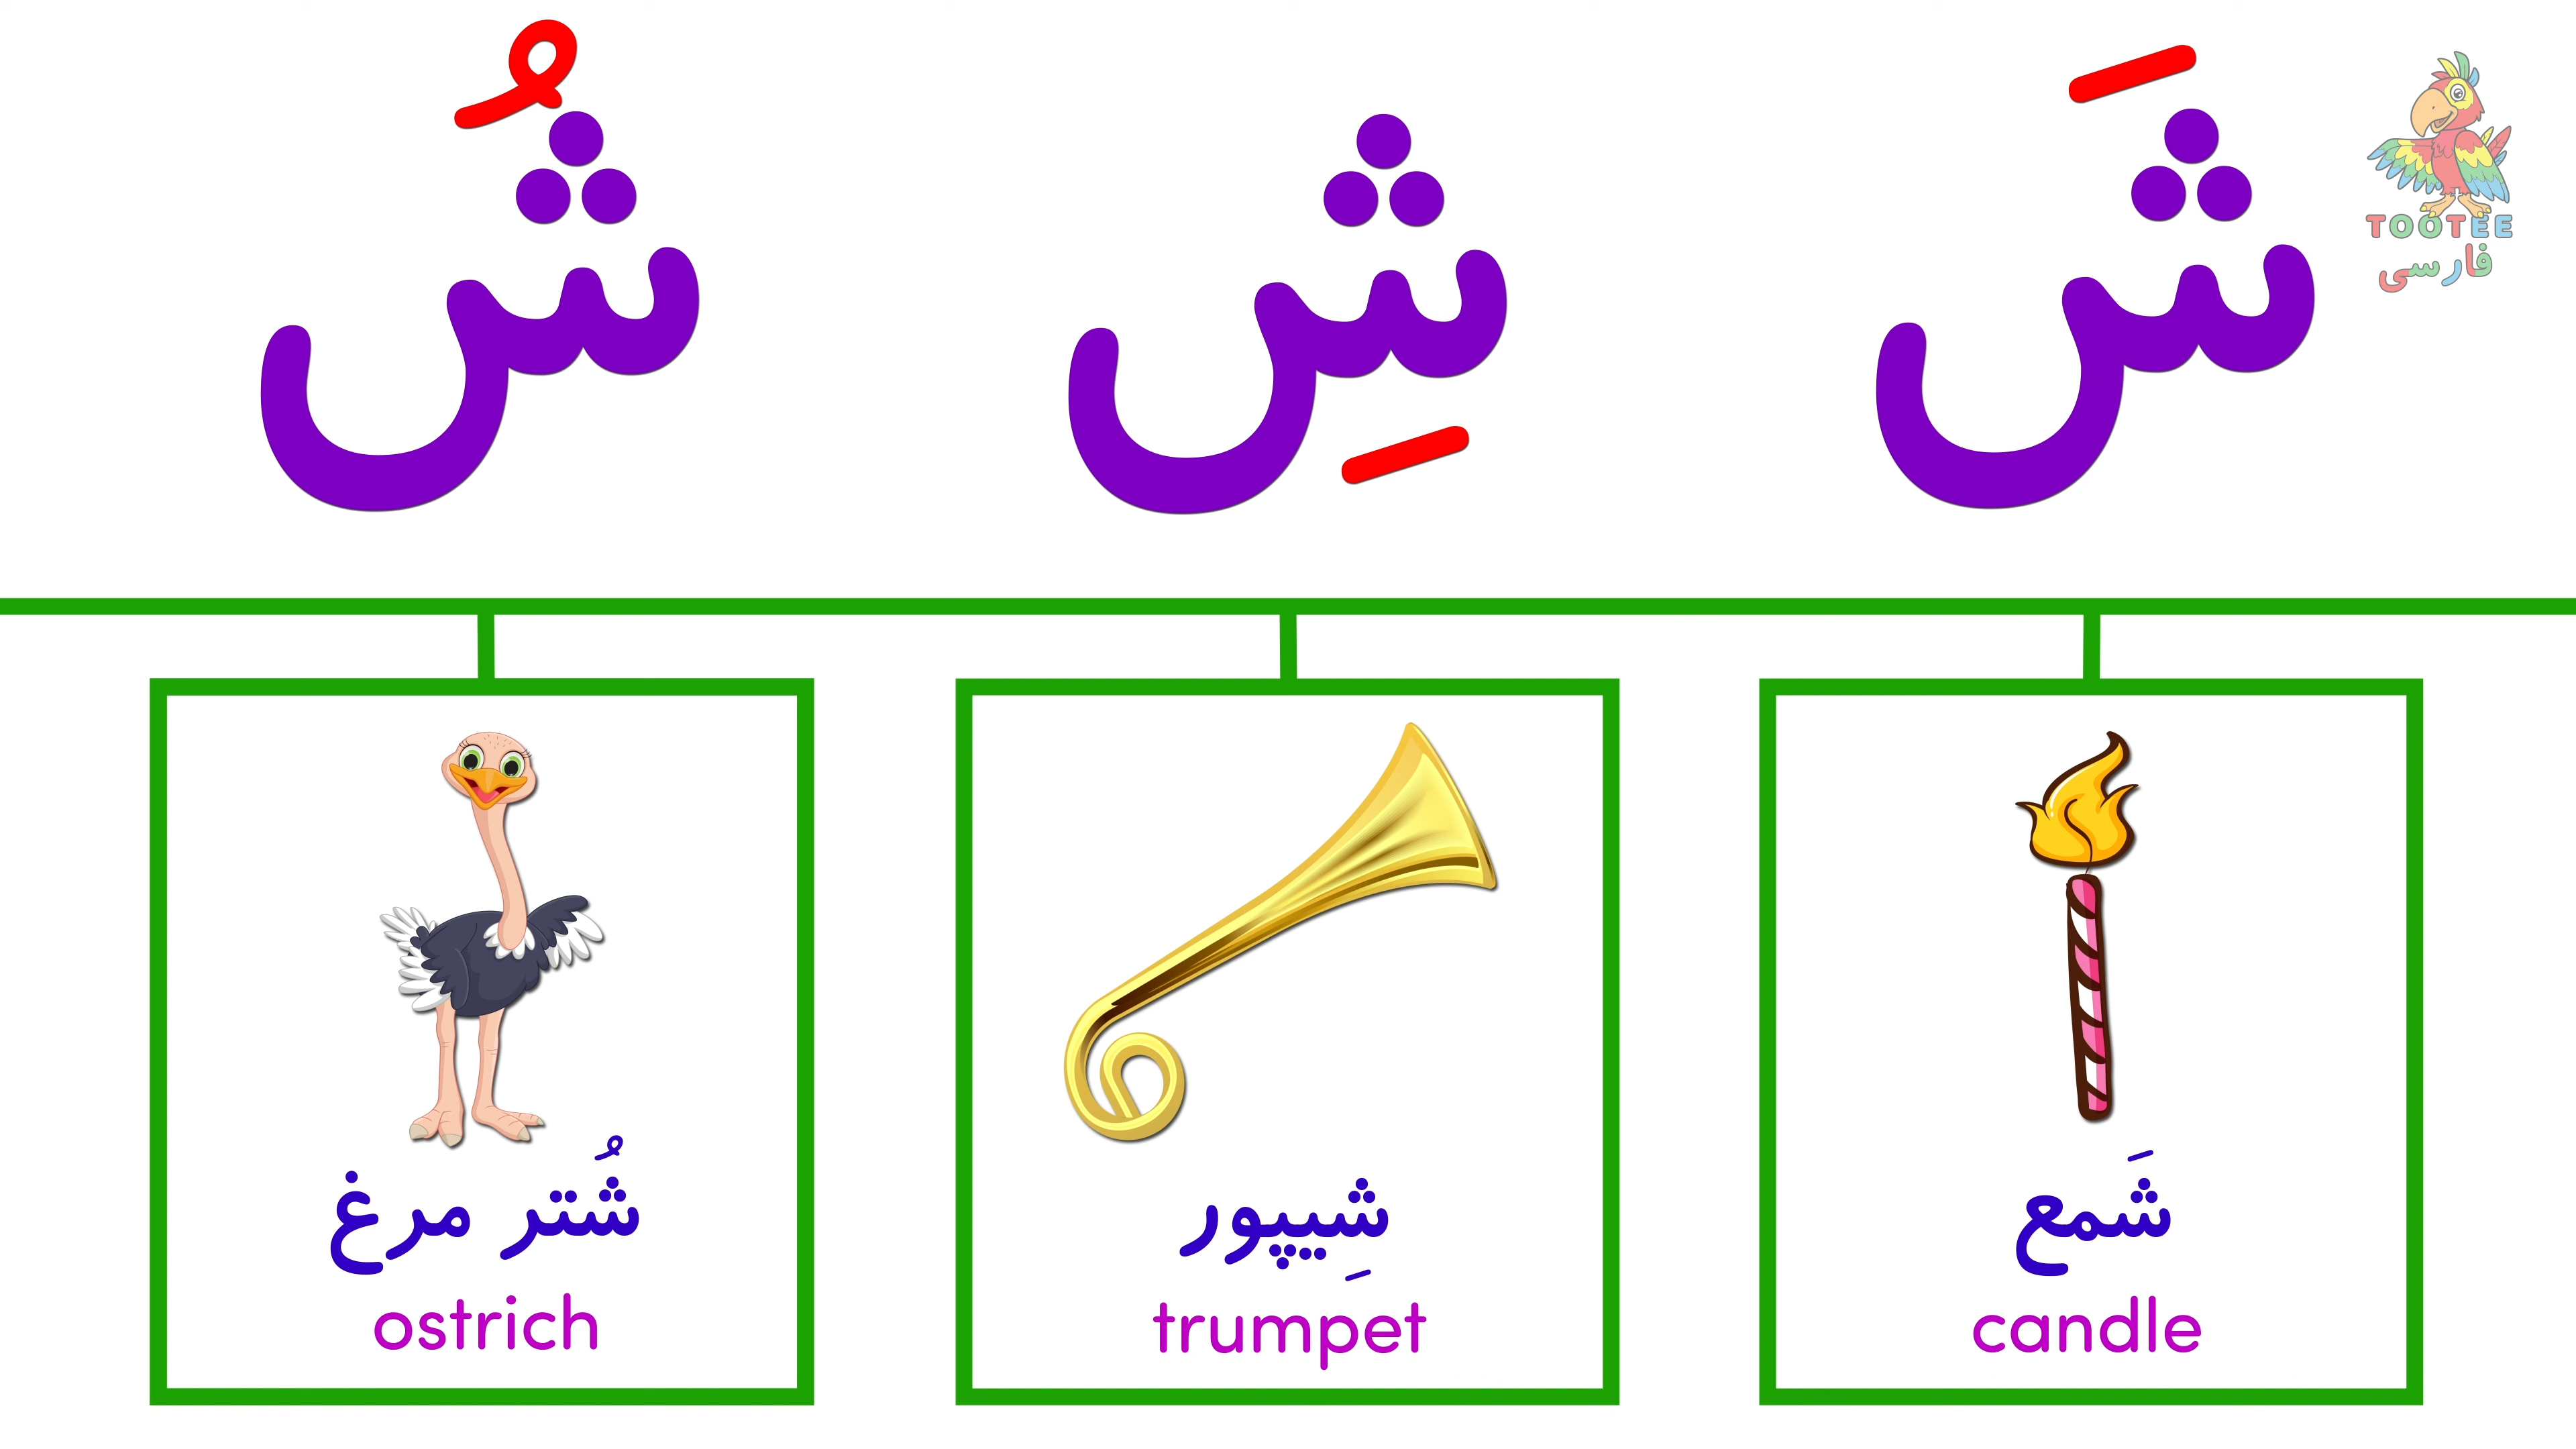 شَ شِ شُ
TOOTEE
فارسی
شَمع
candle
شِیپور
trumpet
شُتر مرغ
ostrich